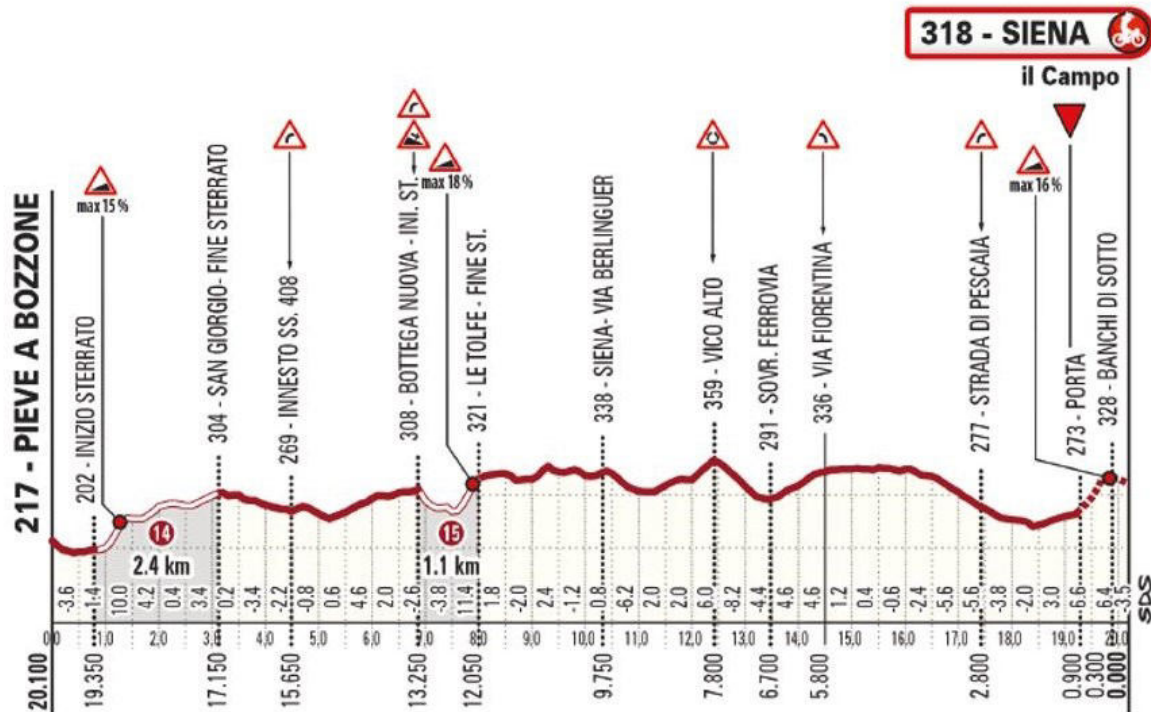 318 - SIENA
il Campo
217 - PIEVE A BOZZONE
max 15 %
202 - INIZIO STERRATO
304 - SAN GIORGIO- FINE STERRATO
269 - INNESTO SS. 408
308 - BOTTEGA NUOVA - INI. ST.
max 18 %
321 - LE TOLFE - FINE ST.
338 - SIENA- VIA BERLINGUER
359 - VICO ALTO
291 - SOVR. FERROVIA
336 - VIA FIORENTINA
277 - STRADA DI PESCAIA
max 16 %
273 - PORTA
328 - BANCHI DI SOTTO
14
2.4 km
15
1.1 km
-3.6 1.4 10.0 4.2 0.4 3.4 0.2 -3.4 -2.2 -0.8 0.6 4.6 2.0 -2.6 -3.8 11.4 1.8 -2.0 2.4 -1.2 0.8 -6.2 2.0 2.0 6.0 -8.2 -4.4 4.6 4.6 1.2 0.4 -0.6 -2.4 -5.6 -5.6 -3.8 -2.0 3.0 6.6 6.4 -3.5
0,0 1.0 2.0 3.0 4.0 5.0 6.0 7.0 8.0 9,0 10,0 11.0 12.0 13.0 14.0 15,0 16.0 17.0 18,0 19.0 20.0
20.100 19.350 17.150 15.650 13.250 12.050 9.750 7.800 6.700 5.800 2.800 0.900 0.300 0.000
SDS